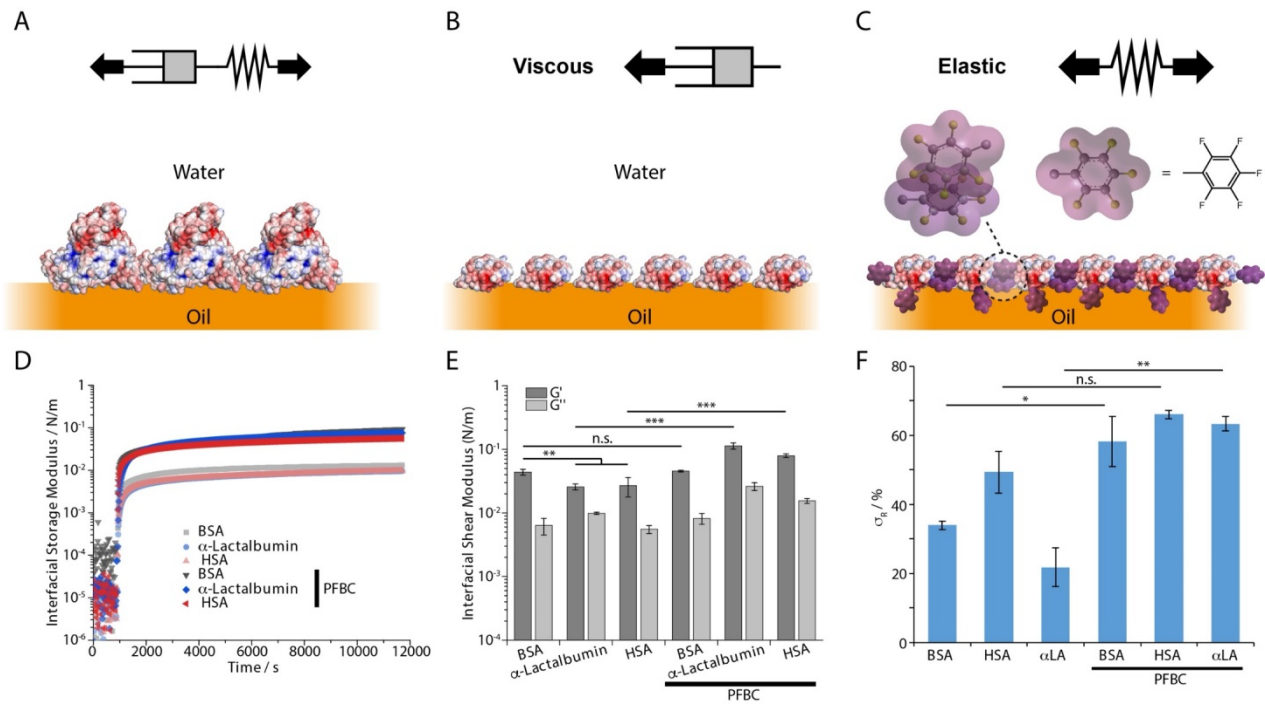 A
B
C
Viscous
Elastic
Water
Water
F
F
F
F
F
=
Oil
Oil
Oil
D
Interfacial Storage Modulus / N/m
1
10⁻¹
10⁻²
10⁻³
10⁻⁴
10⁻⁵
10⁻⁶
BSA
α-Lactalbumin
HSA
BSA
α-Lactalbumin
HSA
PFBC
0
2000
4000
6000
8000
10000
12000
Time / s
E
Interfacial Shear Modulus (N/m)
1
10⁻¹
10⁻²
10⁻³
10⁻⁴
G'
G''
***
***
n.s.
**
BSA
α-Lactalbumin
HSA
BSA
α-Lactalbumin
HSA
PFBC
F
σR / %
80
60
40
20
0
**
n.s.
*
BSA
HSA
αLA
BSA
HSA
αLA
PFBC